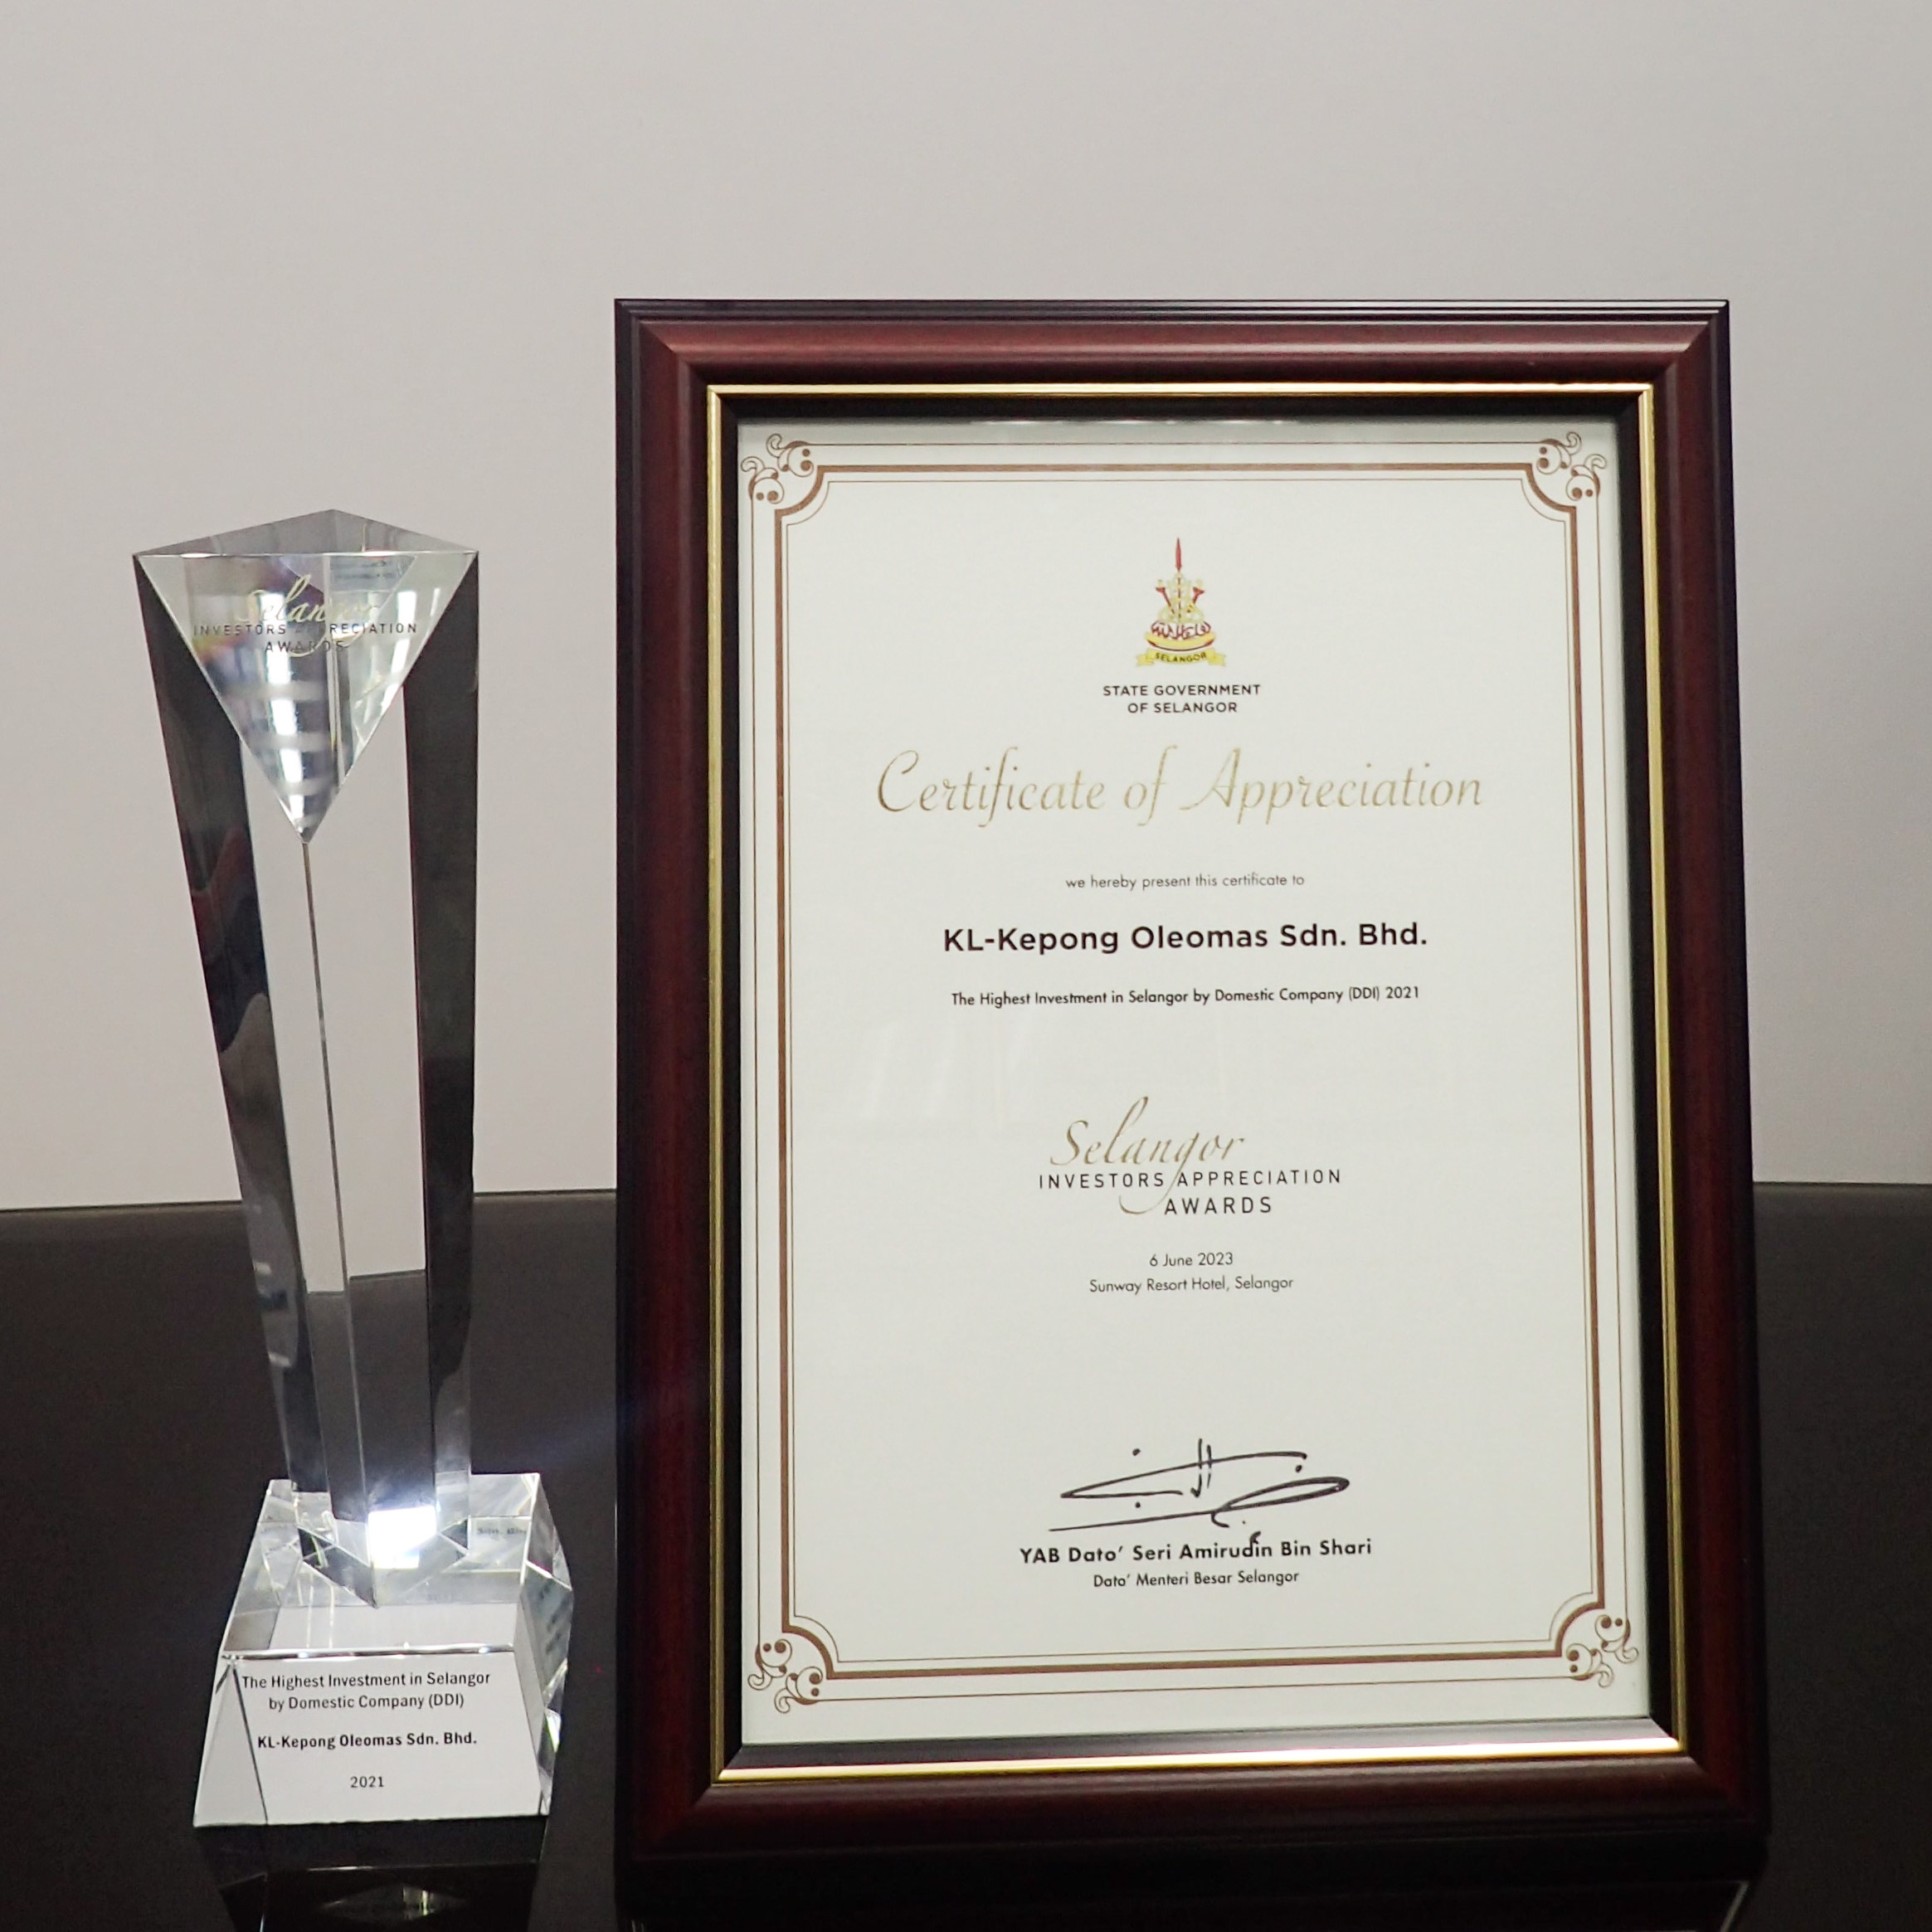 Selangor
INVESTORS APPRECIATION
AWARDS
The Highest Investment in Selangor
by Domestic Company (DDI)
KL-Kepong Oleomas Sdn. Bhd.
2021
SELANGOR
STATE GOVERNMENT
OF SELANGOR
Certificate of Appreciation
we hereby present this certificate to
KL-Kepong Oleomas Sdn. Bhd.
The Highest Investment in Selangor by Domestic Company (DDI) 2021
Selangor
INVESTORS APPRECIATION
AWARDS
6 June 2023
Sunway Resort Hotel, Selangor
YAB Dato' Seri Amirudin Bin Shari
Dato' Menteri Besar Selangor